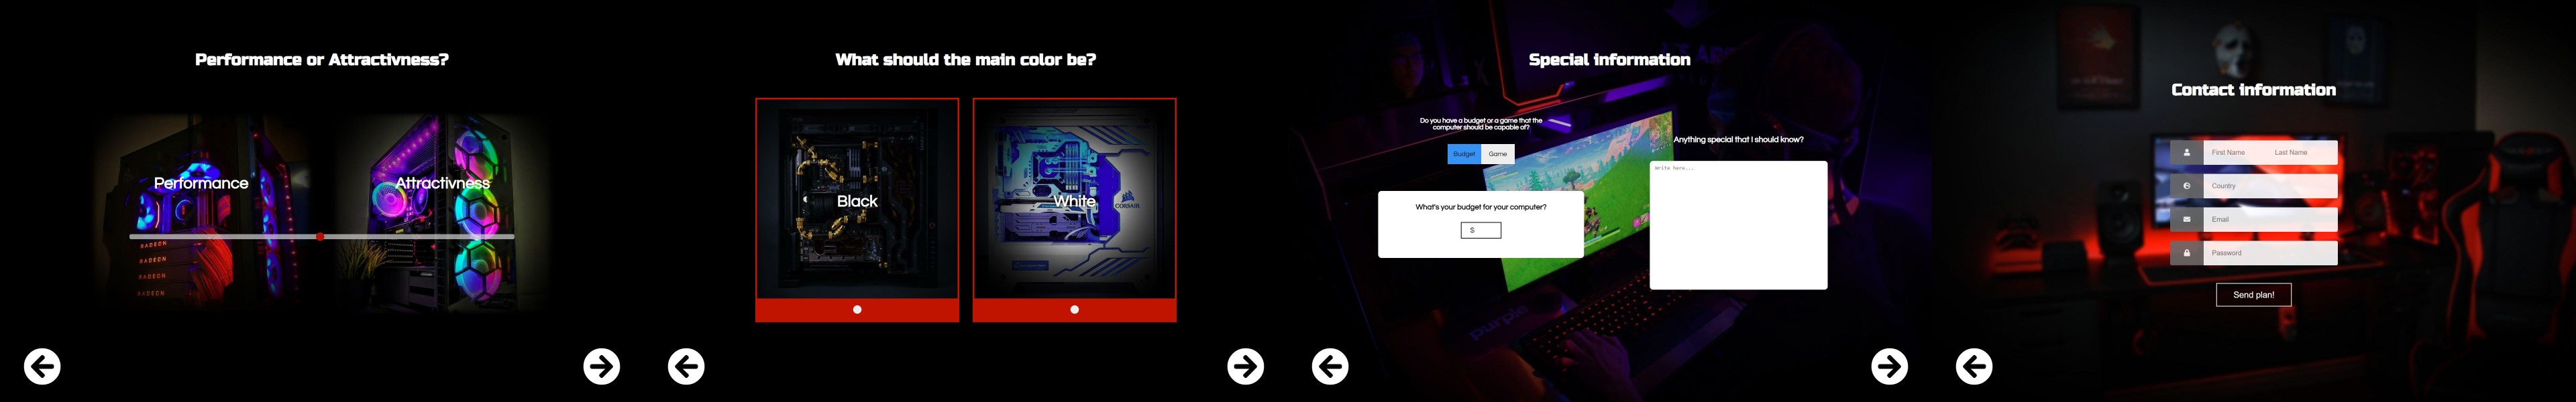 Performance or Attractivness?
Performance
Attractivness
RADEON
RADEON
RADEON
RADEON
What should the main color be?
Black
White
CORSAIR
Special information
Do you have a budget or a game that the
computer should be capable of?
Budget
Game
What's your budget for your computer?
$
Anything special that I should know?
Write here...
purple
Contact information
First Name
Last Name
Country
Email
Password
Send plan!